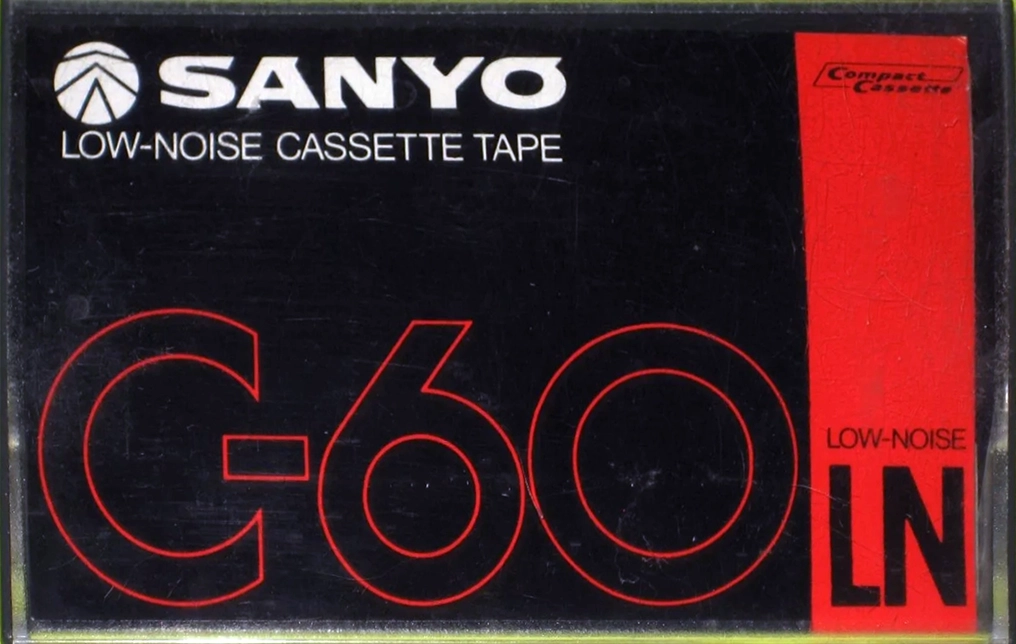 SANYO
LOW-NOISE CASSETTE TAPE
Compact
Cassette
C-60
LOW-NOISE
LN